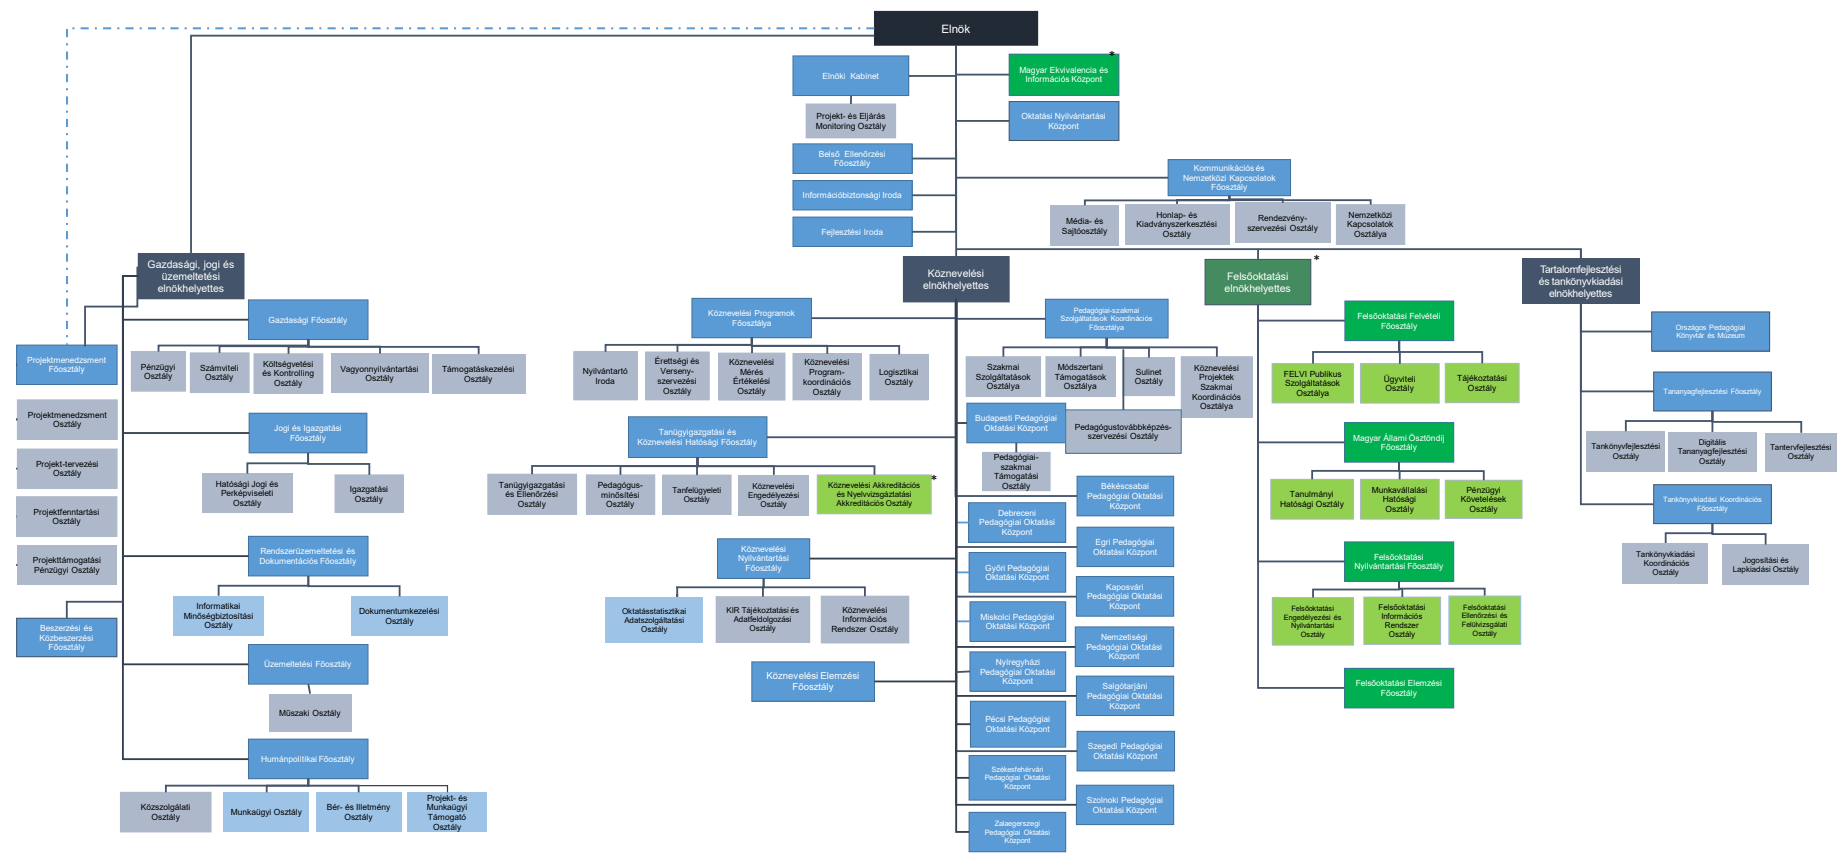 Elnök
Elnöki Kabinet
Projekt- és Eljárás
Monitoring Osztály
Belső Ellenőrzési
Főosztály
Információbiztonsági Iroda
Fejlesztési Iroda
*
Magyar Ekvivalencia és
Információs Központ
Oktatási Nyilvántartási
Központ
Kommunikációs és
Nemzetközi Kapcsolatok
Főosztály
Média- és
Sajtóosztály
Honlap- és
Kiadványszerkesztési
Osztály
Rendezvény-
szervezési Osztály
Nemzetközi
Kapcsolatok
Osztálya
Gazdasági, jogi és
üzemeltetési
elnökhelyettes
Projektmenedzsment
Főosztály
Projektmenedzsment
Osztály
Projekt-tervezési
Osztály
Projektfenntartási
Osztály
Projekttámogatási
Pénzügyi Osztály
Beszerzési és
Közbeszerzési
Főosztály
Gazdasági Főosztály
Pénzügyi
Osztály
Számviteli
Osztály
Költségvetési
és Kontrolling
Osztály
Vagyonnyilvántartási
Osztály
Támogatáskezelési
Osztály
Jogi és Igazgatási
Főosztály
Hatósági Jogi és
Perképviseleti
Osztály
Igazgatási
Osztály
Rendszerüzemeltetési és
Dokumentációs Főosztály
Informatikai
Minőségbiztosítási
Osztály
Dokumentumkezelési
Osztály
Üzemeltetési Főosztály
Műszaki Osztály
Humánpolitikai Főosztály
Közszolgálati
Osztály
Munkaügyi Osztály
Bér- és Illetmény
Osztály
Projekt- és
Munkaügyi
Támogató
Osztály
Köznevelési
elnökhelyettes
Köznevelési Programok
Főosztálya
Nyilvántartó
Iroda
Érettségi és
Verseny-
szervezési
Osztály
Köznevelési
Mérés
Értékelési
Osztály
Köznevelési
Program-
koordinációs
Osztály
Logisztikai
Osztály
Tanügyigazgatási és
Köznevelési Hatósági Főosztály
Tanügyigazgatási
és Ellenőrzési
Osztály
Pedagógus-
minősítési
Osztály
Tanfelügyeleti
Osztály
Köznevelési
Engedélyezési
Osztály
Köznevelési Akkreditációs
és Nyelvvizsgáztatási
Akkreditációs Osztály
*
Köznevelési
Nyilvántartási
Főosztály
Oktatásstatisztikai
Adatszolgáltatási
Osztály
KIR Tájékoztatási és
Adatfeldolgozási
Osztály
Köznevelési
Információs
Rendszer Osztály
Köznevelési Elemzési
Főosztály
Pedagógiai-szakmai
Szolgáltatások Koordinációs
Főosztálya
Szakmai
Szolgáltatások
Osztálya
Módszertani
Támogatások
Osztálya
Sulinet
Osztály
Köznevelési
Projektek
Szakmai
Koordinációs
Osztálya
Pedagógustovábbképzés-
szervezési Osztály
Budapesti Pedagógiai
Oktatási Központ
Pedagógiai-
szakmai
Támogatási
Osztály
Békéscsabai
Pedagógiai Oktatási
Központ
Debreceni
Pedagógiai Oktatási
Központ
Egri Pedagógiai
Oktatási Központ
Győri Pedagógiai
Oktatási Központ
Kaposvári
Pedagógiai Oktatási
Központ
Miskolci Pedagógiai
Oktatási Központ
Nemzetiségi
Pedagógiai Oktatási
Központ
Nyíregyházi
Pedagógiai Oktatási
Központ
Salgótarjáni
Pedagógiai Oktatási
Központ
Pécsi Pedagógiai
Oktatási Központ
Szegedi Pedagógiai
Oktatási Központ
Székesfehérvári
Pedagógiai Oktatási
Központ
Szolnoki Pedagógiai
Oktatási Központ
Zalaegerszegi
Pedagógiai Oktatási
Központ
Felsőoktatási
elnökhelyettes
*
Felsőoktatási Felvételi
Főosztály
FELVI Publikus
Szolgáltatások
Osztálya
Ügyviteli
Osztály
Tájékoztatási
Osztály
Magyar Állami Ösztöndíj
Főosztály
Tanulmányi
Hatósági Osztály
Munkavállalási
Hatósági
Osztály
Pénzügyi
Követelések
Osztály
Felsőoktatási
Nyilvántartási Főosztály
Felsőoktatási
Engedélyezési és
Nyilvántartási
Osztály
Felsőoktatási
Információs
Rendszer
Osztály
Felsőoktatási
Ellenőrzési és
Felülvizsgálati
Osztály
Felsőoktatási Elemzési
Főosztály
Tartalomfejlesztési
és tankönyvkiadási
elnökhelyettes
Országos Pedagógiai
Könyvtár és Múzeum
Tananyagfejlesztési Főosztály
Tankönyvfejlesztési
Osztály
Digitális
Tananyagfejlesztési
Osztály
Tantervfejlesztési
Osztály
Tankönyvkiadási Koordinációs
Főosztály
Tankönyvkiadási
Koordinációs
Osztály
Jogosítási és
Lapkiadási Osztály